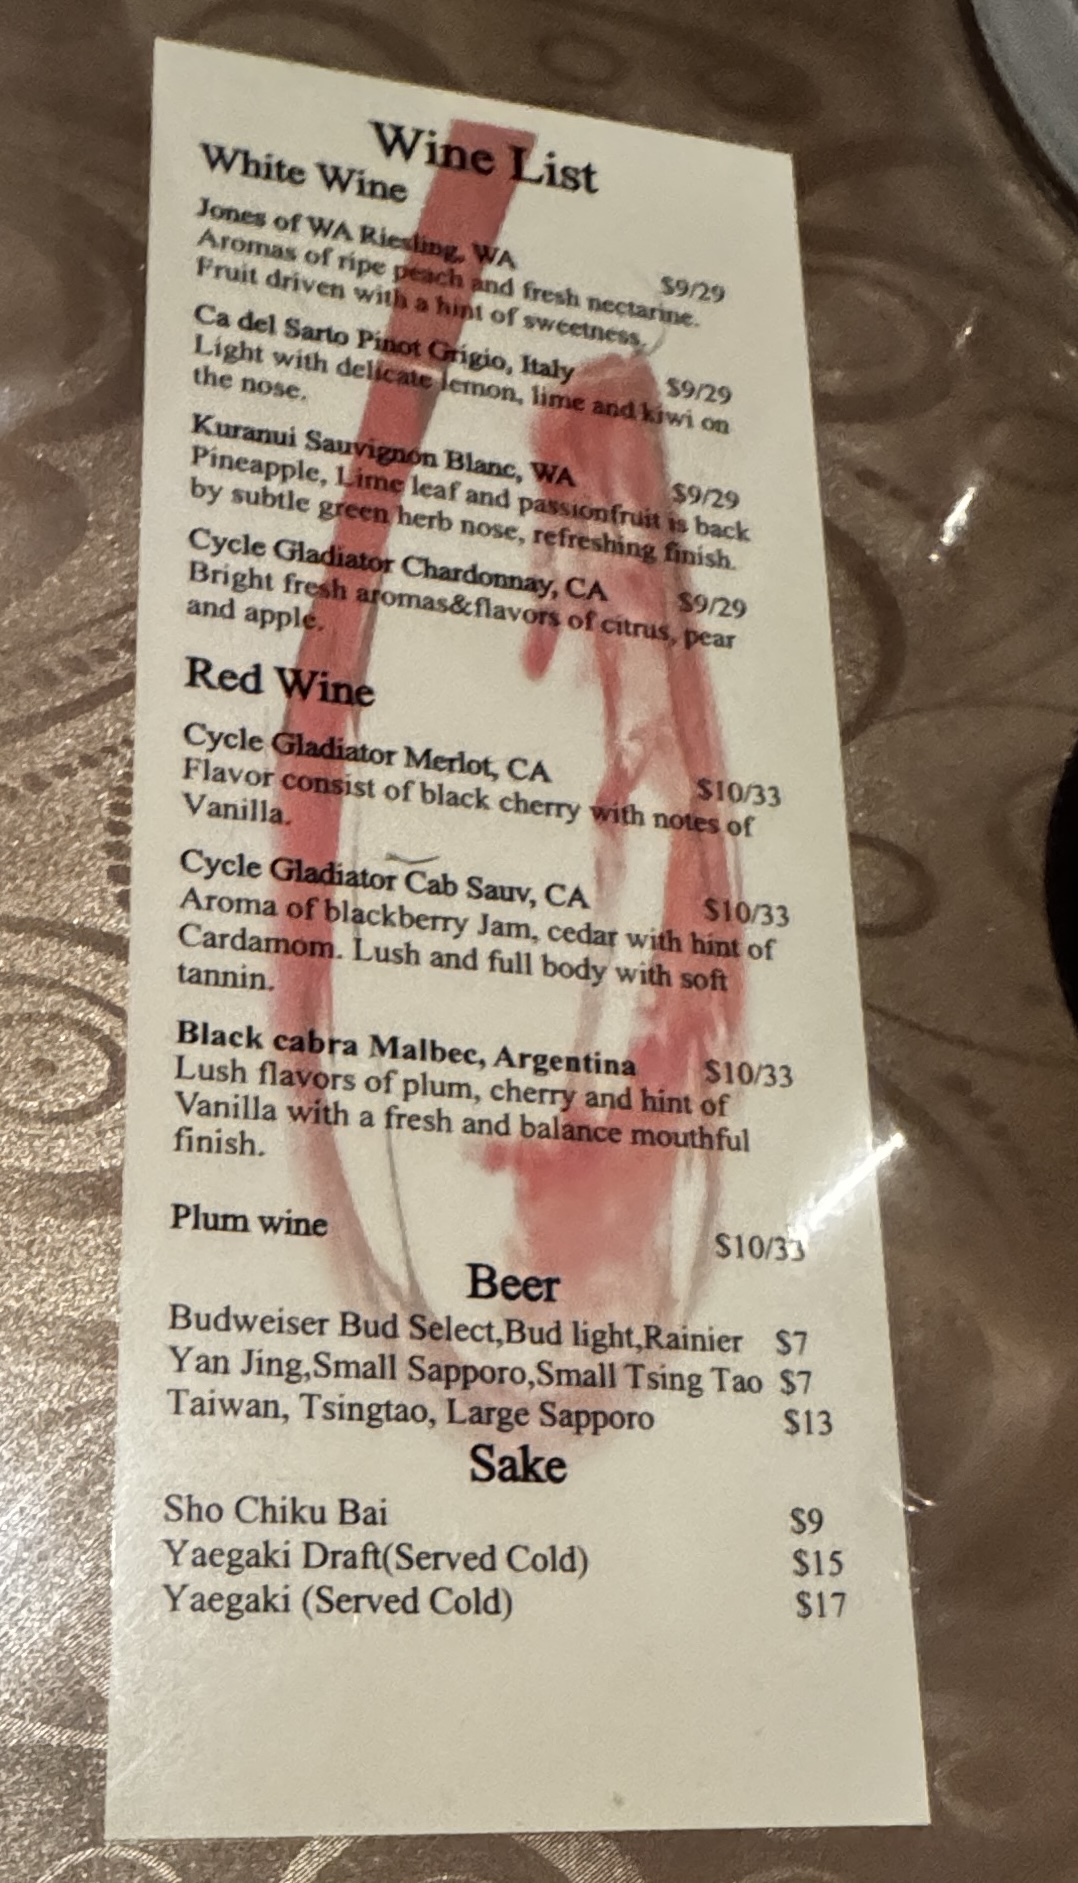 Wine List
White Wine
Jones of WA Riesling, WA $9/29
Aromas of ripe peach and fresh nectarine.
Fruit driven with a hint of sweetness.
Ca del Sarto Pinot Grigio, Italy $9/29
Light with delicate lemon, lime and kiwi on
the nose.
Kuranui Sauvignon Blanc, WA $9/29
Pineapple, Lime leaf and passionfruit is back
by subtle green herb nose, refreshing finish.
Cycle Gladiator Chardonnay, CA $9/29
Bright fresh aromas&flavors of citrus, pear
and apple.
Red Wine
Cycle Gladiator Merlot, CA $10/33
Flavor consist of black cherry with notes of
Vanilla.
Cycle Gladiator Cab Sauv, CA $10/33
Aroma of blackberry Jam, cedar with hint of
Cardamom. Lush and full body with soft
tannin.
Black cabra Malbec, Argentina $10/33
Lush flavors of plum, cherry and hint of
Vanilla with a fresh and balance mouthful
finish.
Plum wine $10/33
Beer
Budweiser Bud Select,Bud light,Rainier $7
Yan Jing,Small Sapporo,Small Tsing Tao $7
Taiwan, Tsingtao, Large Sapporo $13
Sake
Sho Chiku Bai $9
Yaegaki Draft(Served Cold) $15
Yaegaki (Served Cold) $17